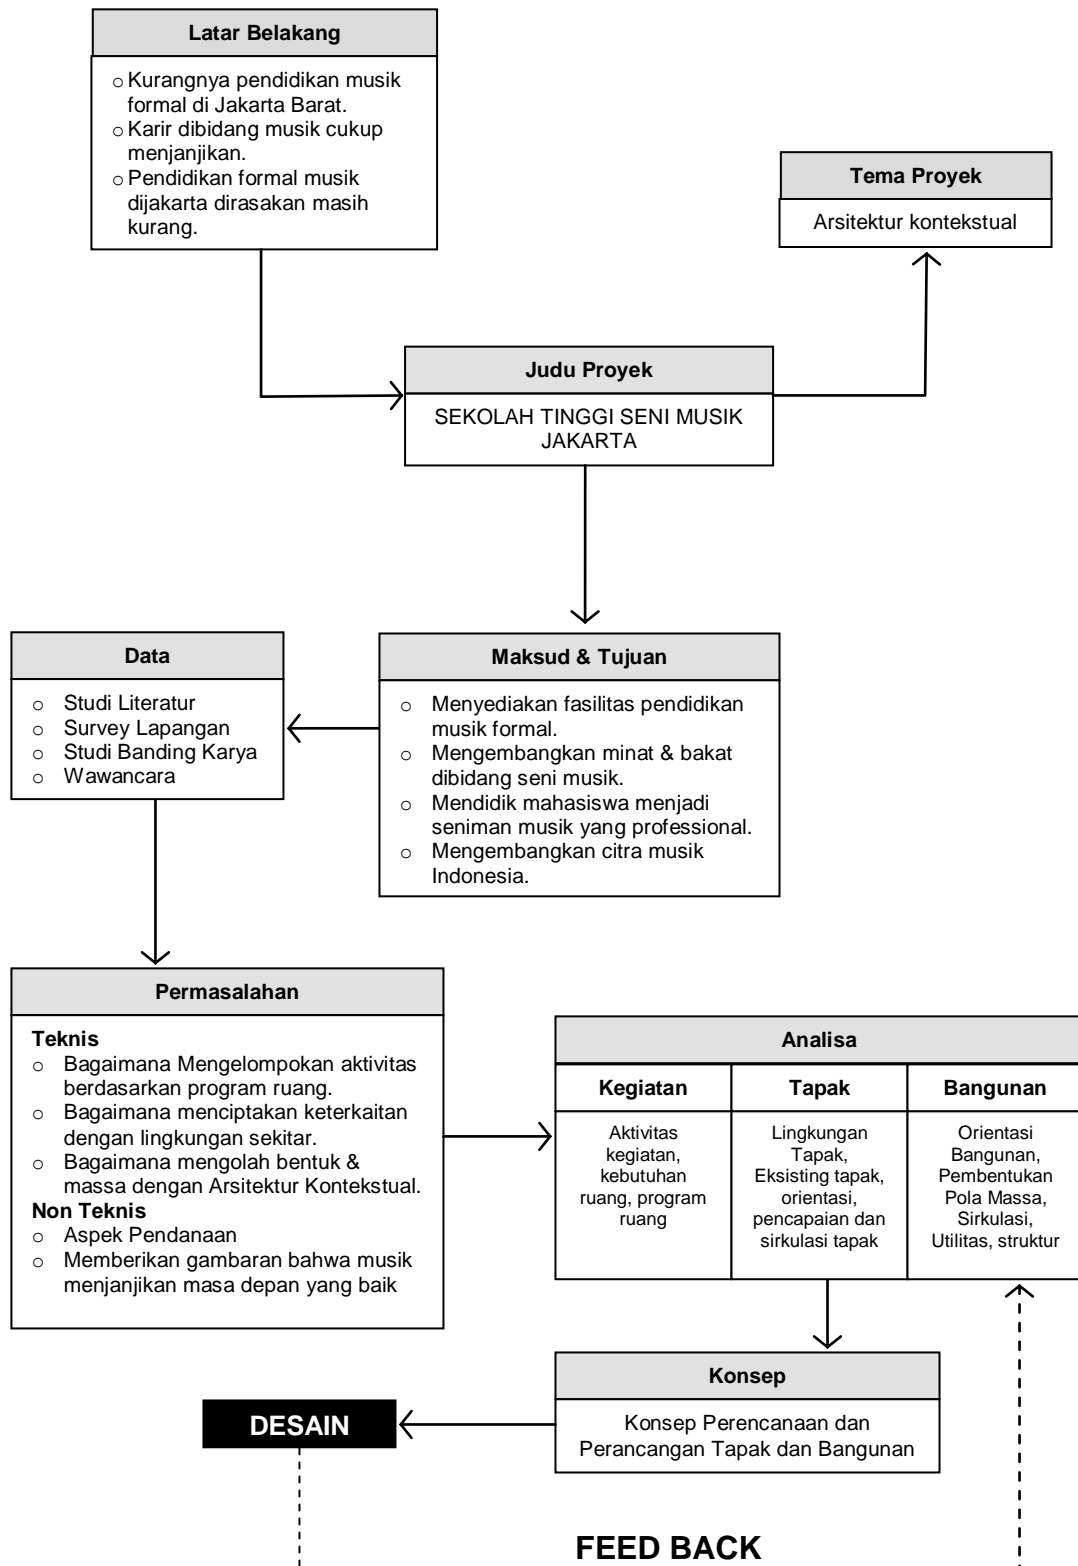 Latar Belakang
o Kurangnya pendidikan musik
formal di Jakarta Barat.
o Karir dibidang musik cukup
menjanjikan.
o Pendidikan formal musik
dijakarta dirasakan masih
kurang.
Tema Proyek
Arsitektur kontekstual
Judu Proyek
SEKOLAH TINGGI SENI MUSIK
JAKARTA
Data
o Studi Literatur
o Survey Lapangan
o Studi Banding Karya
o Wawancara
Maksud & Tujuan
o Menyediakan fasilitas pendidikan
musik formal.
o Mengembangkan minat & bakat
dibidang seni musik.
o Mendidik mahasiswa menjadi
seniman musik yang professional.
o Mengembangkan citra musik
Indonesia.
Permasalahan
Teknis
o Bagaimana Mengelompokan aktivitas
berdasarkan program ruang.
o Bagaimana menciptakan keterkaitan
dengan lingkungan sekitar.
o Bagaimana mengolah bentuk &
massa dengan Arsitektur Kontekstual.
Non Teknis
o Aspek Pendanaan
o Memberikan gambaran bahwa musik
menjanjikan masa depan yang baik
Analisa
Kegiatan
Aktivitas
kegiatan,
kebutuhan
ruang, program
ruang
Tapak
Lingkungan
Tapak,
Eksisting tapak,
orientasi,
pencapaian dan
sirkulasi tapak
Bangunan
Orientasi
Bangunan,
Pembentukan
Pola Massa,
Sirkulasi,
Utilitas, struktur
Konsep
Konsep Perencanaan dan
Perancangan Tapak dan Bangunan
DESAIN
FEED BACK